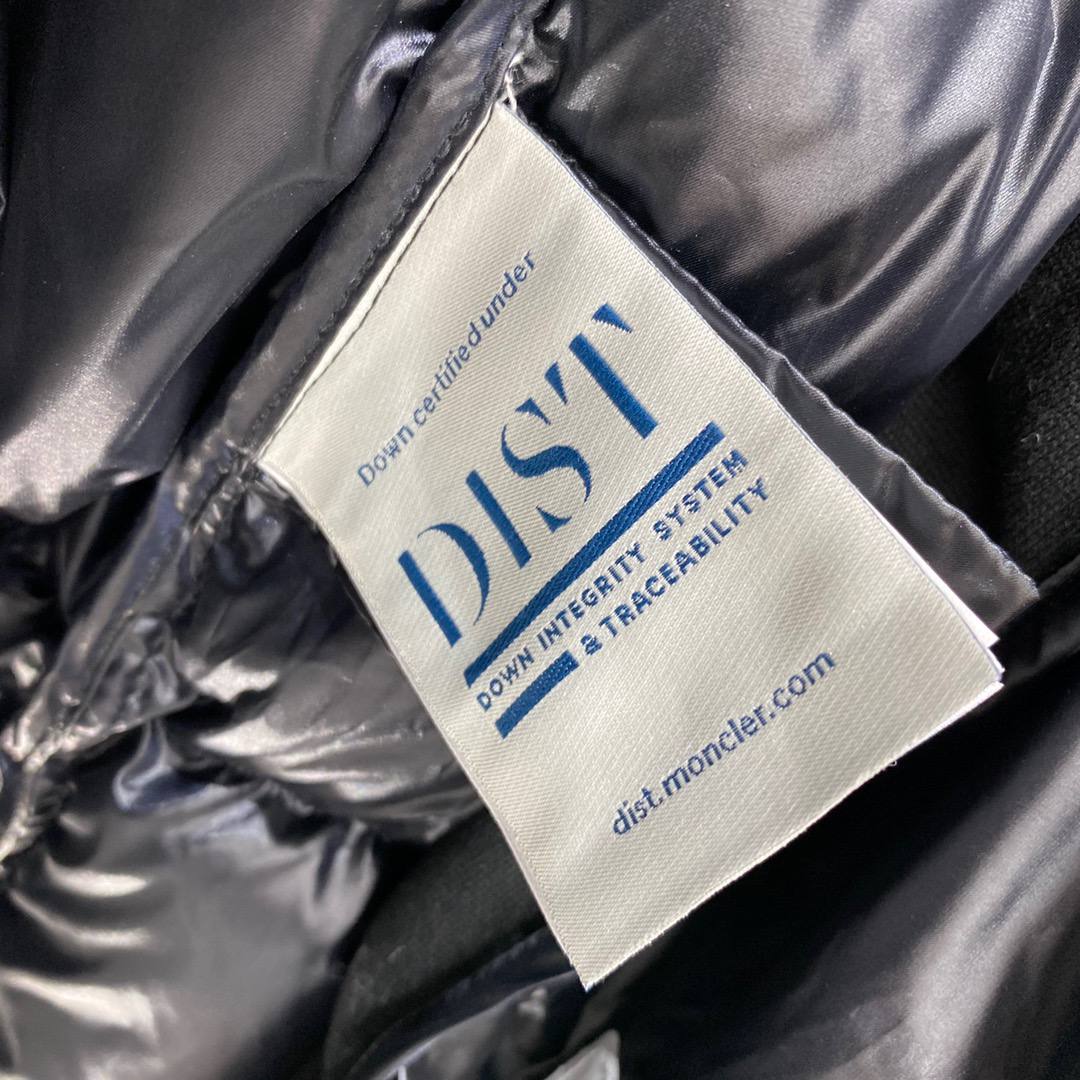 Down certified under
DIST
DOWN INTEGRITY SYSTEM
& TRACEABILITY
dist.moncler.com